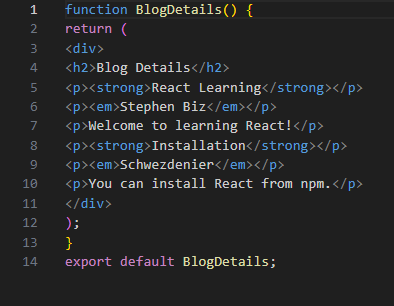 1 function BlogDetails() {
2 return (
3 <div>
4 <h2>Blog Details</h2>
5 <p><strong>React Learning</strong></p>
6 <p><em>Stephen Biz</em></p>
7 <p>Welcome to learning React!</p>
8 <p><strong>Installation</strong></p>
9 <p><em>Schwezdenier</em></p>
10 <p>You can install React from npm.</p>
11 </div>
12 );
13 }
14 export default BlogDetails;